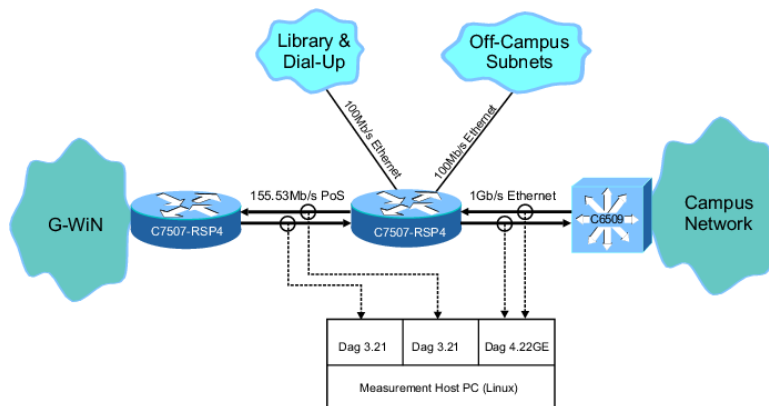 Library &
Dial-Up
Off-Campus
Subnets
100Mb/s Ethernet
100Mb/s Ethernet
G-WiN
155.53Mb/s PoS
1Gb/s Ethernet
C7507-RSP4
C7507-RSP4
C6509
Campus
Network
Dag 3.21
Dag 3.21
Dag 4.22GE
Measurement Host PC (Linux)